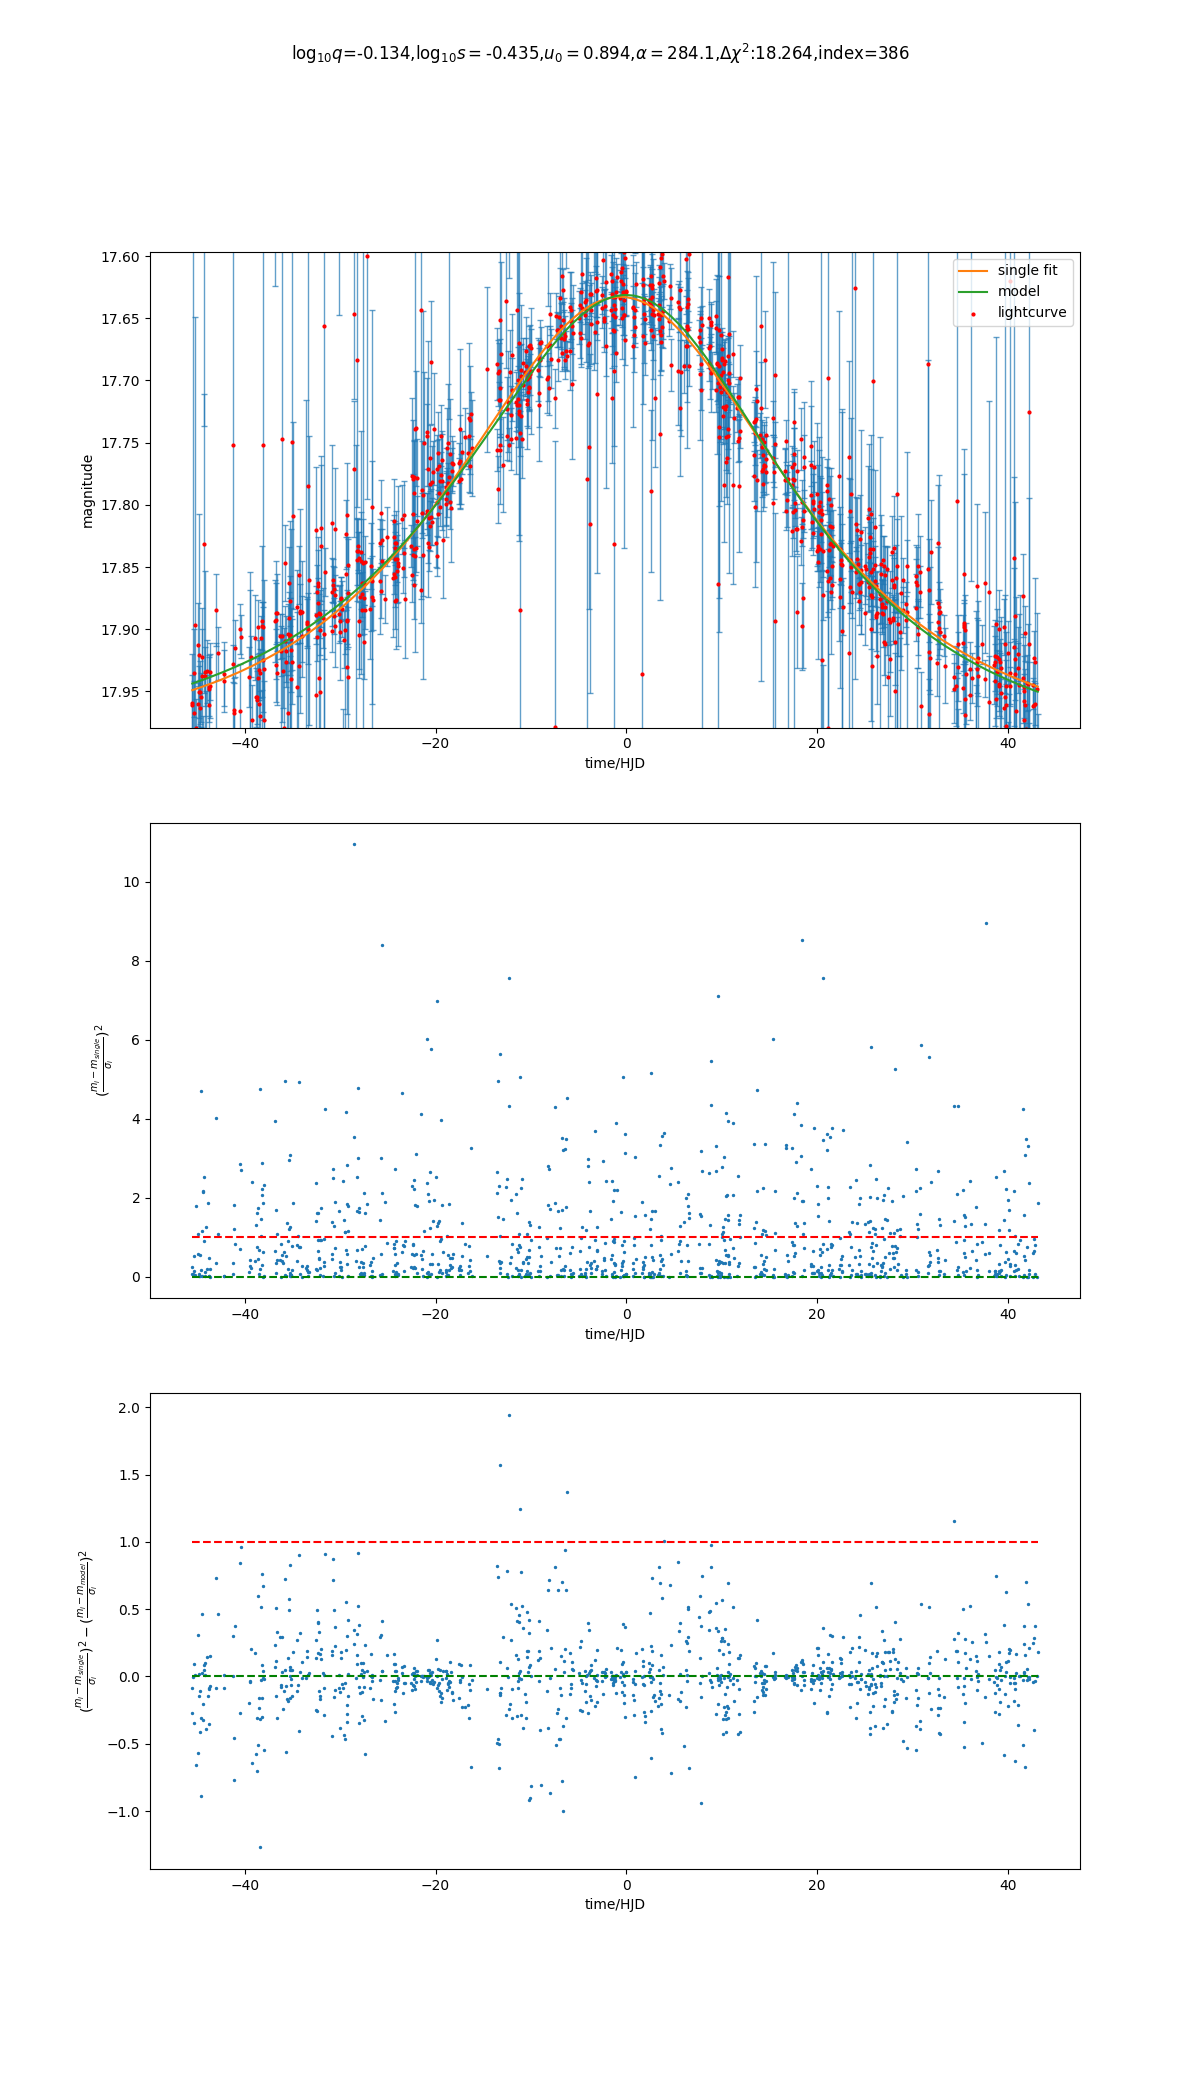 log₁₀q=-0.134,log₁₀s = -0.435,u₀ = 0.894,α = 284.1,Δχ²:18.264,index=386
single fit
model
lightcurve
17.60
17.65
17.70
17.75
17.80
17.85
17.90
17.95
magnitude
−40 −20 0 20 40
time/HJD
10
8
6
4
2
0
(mᵢ − m_single / σᵢ)²
−40 −20 0 20 40
time/HJD
2.0
1.5
1.0
0.5
0.0
−0.5
−1.0
(mᵢ − m_single / σᵢ)² − (mᵢ − m_model / σᵢ)²
−40 −20 0 20 40
time/HJD